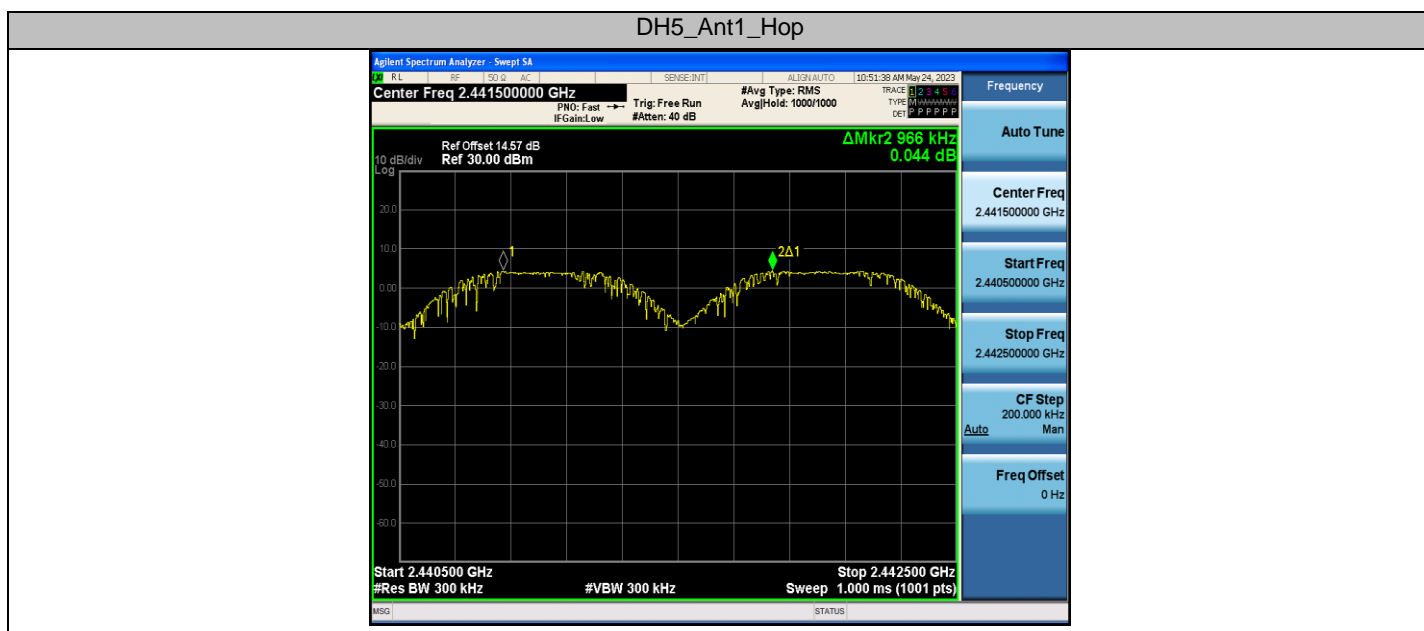 DH5_Ant1_Hop
Agilent Spectrum Analyzer - Swept SA
LXI RL RF 50 Ω AC SENSE:INT ALIGN AUTO 10:51:38 AM May 24, 2023
Center Freq 2.441500000 GHz
PNO: Fast
IFGain:Low
Trig: Free Run
#Atten: 40 dB
#Avg Type: RMS
Avg|Hold: 1000/1000
TRACE 1 2 3 4 5 6
TYPE M WWWWW
DET P P P P P P
Ref Offset 14.57 dB
10 dB/div Ref 30.00 dBm
Log
ΔMkr2 966 kHz
0.044 dB
20.0
10.0
0.00
-10.0
-20.0
-30.0
-40.0
-50.0
-60.0
1
2Δ1
Start 2.440500 GHz
Stop 2.442500 GHz
#Res BW 300 kHz
#VBW 300 kHz
Sweep 1.000 ms (1001 pts)
MSG
STATUS
Frequency
Auto Tune
Center Freq
2.441500000 GHz
Start Freq
2.440500000 GHz
Stop Freq
2.442500000 GHz
CF Step
200.000 kHz
Auto Man
Freq Offset
0 Hz